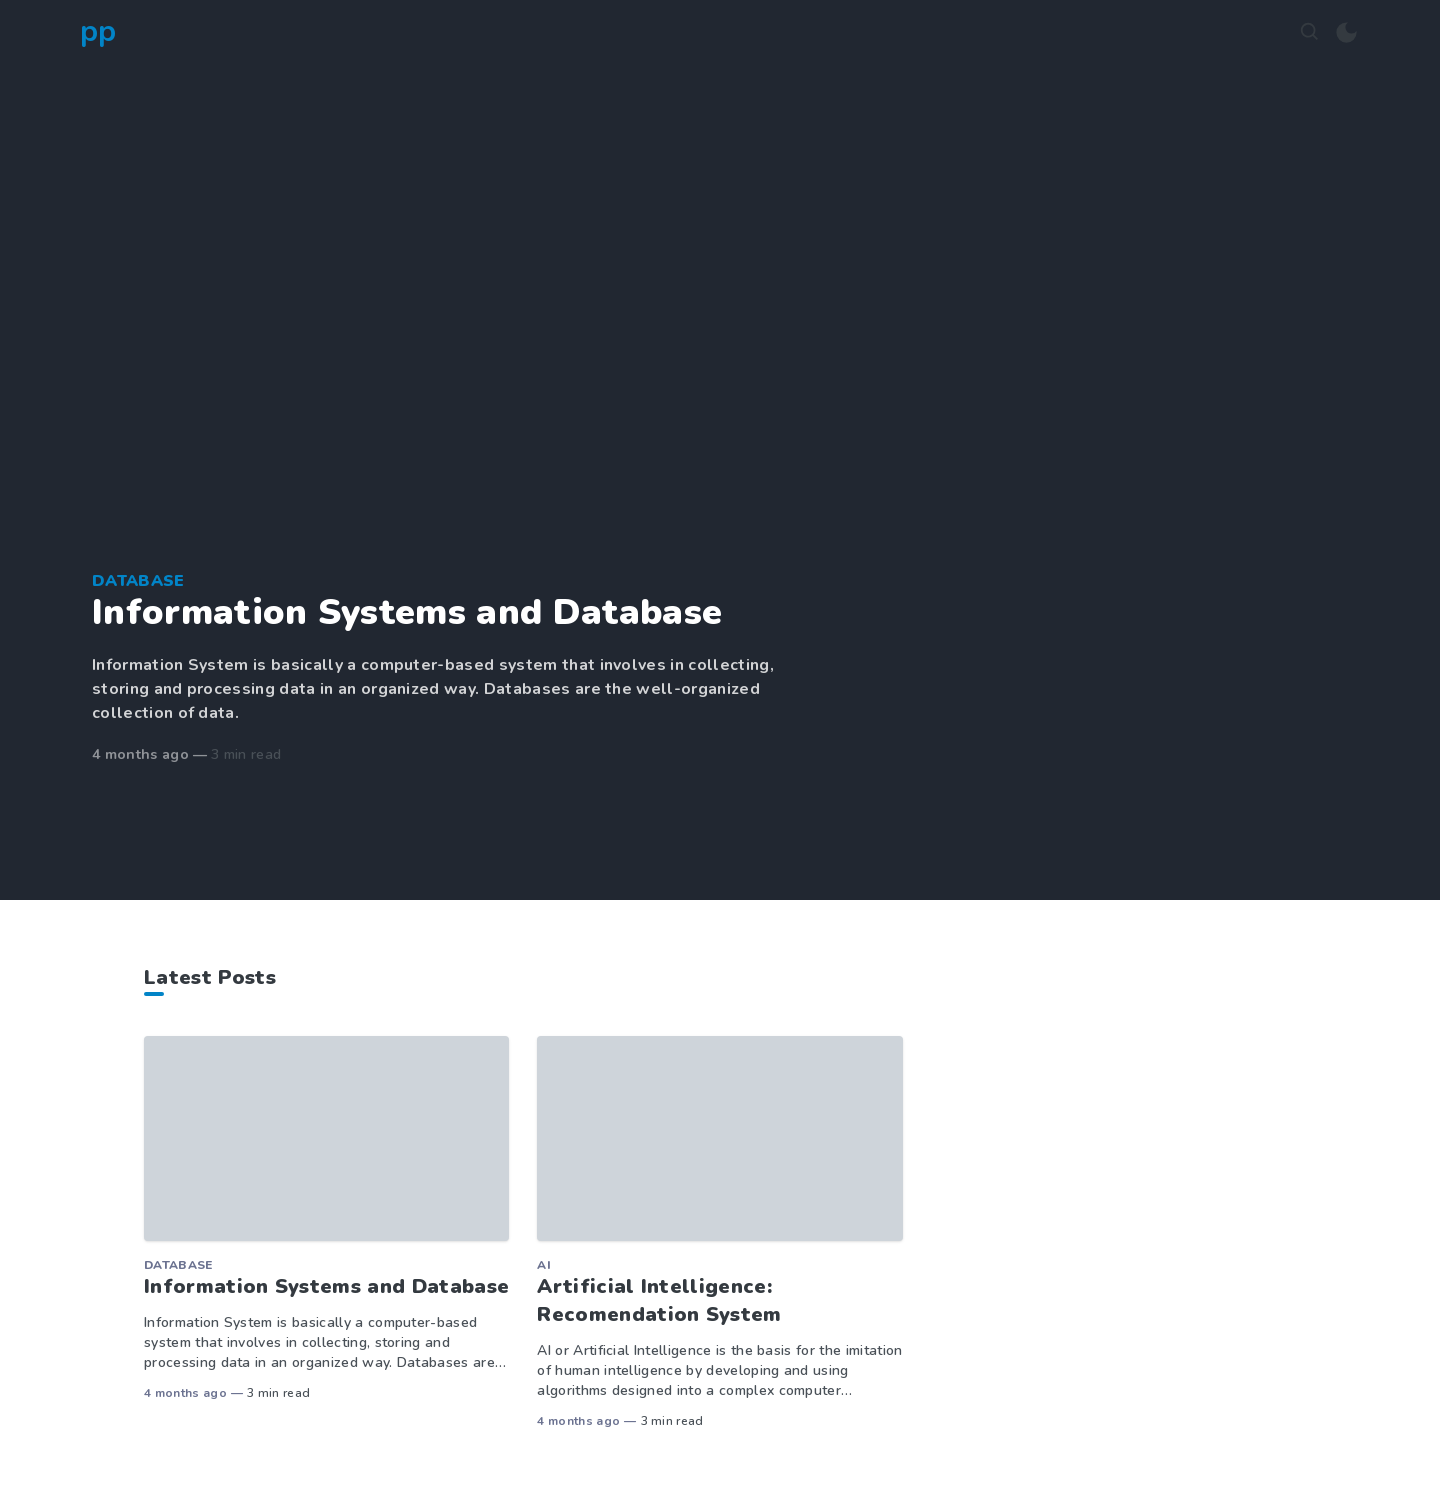 pp
DATABASE
Information Systems and Database
Information System is basically a computer-based system that involves in collecting,
storing and processing data in an organized way. Databases are the well-organized
collection of data.
4 months ago — 3 min read
Latest Posts
DATABASE
Information Systems and Database
Information System is basically a computer-based
system that involves in collecting, storing and
processing data in an organized way. Databases are...
4 months ago — 3 min read
AI
Artificial Intelligence:
Recomendation System
AI or Artificial Intelligence is the basis for the imitation
of human intelligence by developing and using
algorithms designed into a complex computer...
4 months ago — 3 min read